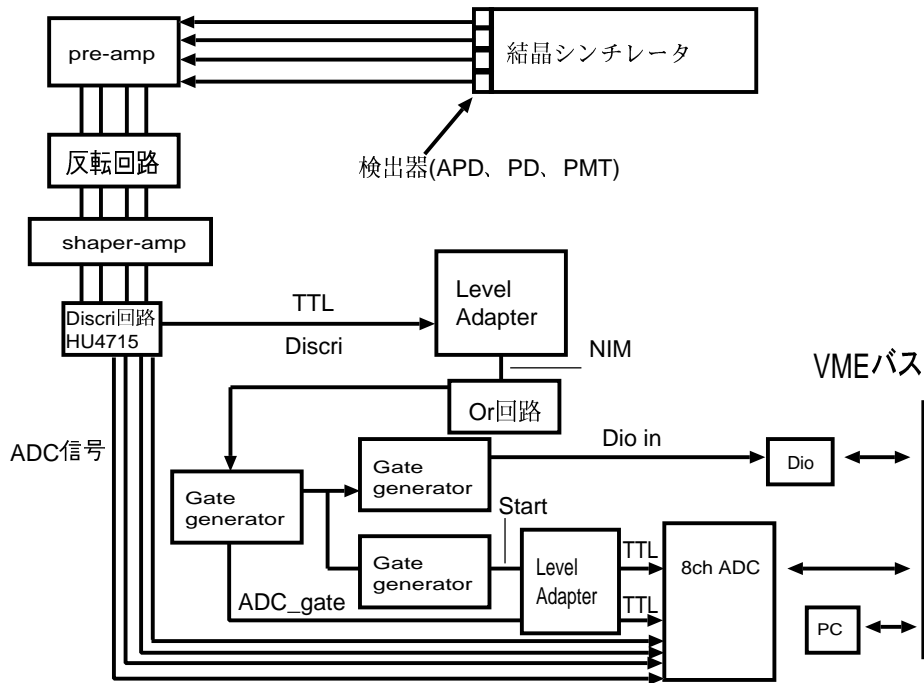 pre-amp
結晶シンチレータ
反転回路
検出器(APD、PD、PMT)
shaper-amp
Discri回路
HU4715
TTL
Discri
Level
Adapter
NIM
VMEバス
Or回路
ADC信号
Dio in
Dio
Gate
generator
Gate
generator
Start
Gate
generator
Level
Adapter
TTL
TTL
8ch ADC
ADC_gate
PC